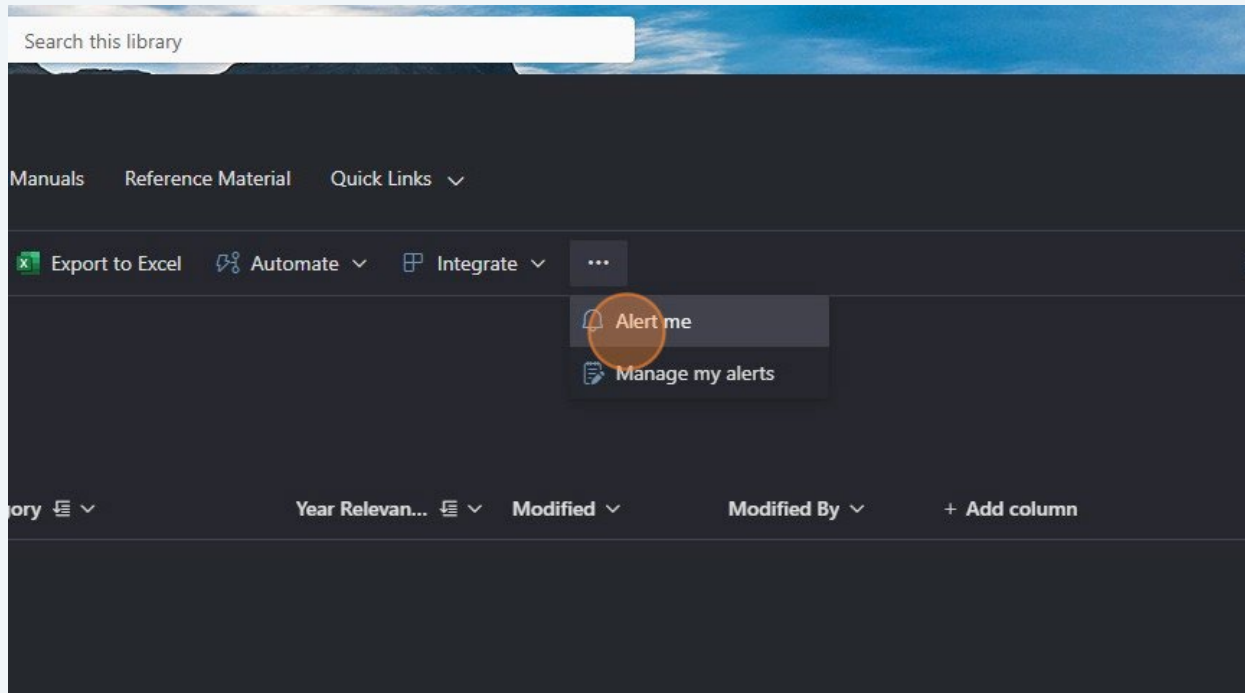 Search this library
Manuals Reference Material Quick Links
Export to Excel Automate Integrate ...
Alert me
Manage my alerts
gory Year Relevan... Modified Modified By + Add column